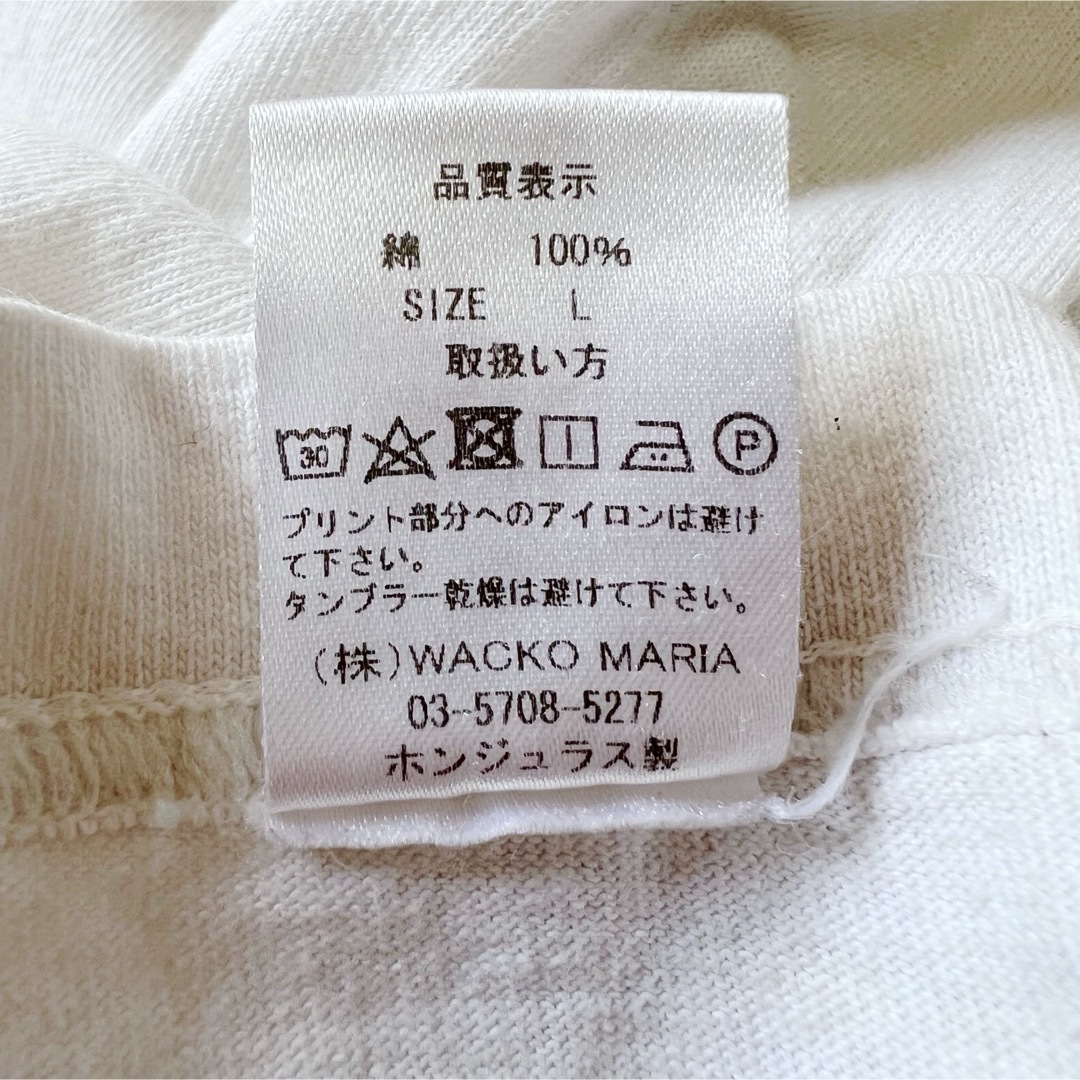 品質表示
綿 100%
SIZE L
取扱い方
30 P
プリント部分へのアイロンは避け
て下さい。
タンブラー乾燥は避けて下さい。
(株)WACKO MARIA
03-5708-5277
ホンジュラス製